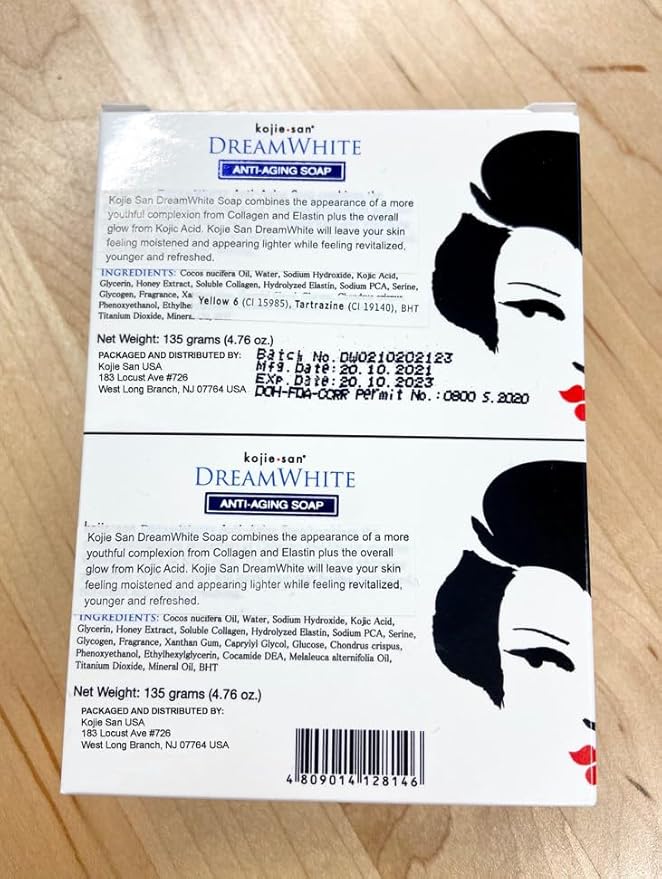 kojie·san®
DREAMWHITE
ANTI-AGING SOAP
Kojie San DreamWhite Soap combines the appearance of a more
youthful complexion from Collagen and Elastin plus the overall
glow from Kojic Acid. Kojie San DreamWhite will leave your skin
feeling moistened and appearing lighter while feeling revitalized,
younger and refreshed.
INGREDIENTS: Cocos nucifera Oil, Water, Sodium Hydroxide, Kojic Acid,
Glycerin, Honey Extract, Soluble Collagen, Hydrolyzed Elastin, Sodium PCA, Serine,
Glycogen, Fragrance, Xa
Phenoxyethanol, Ethylhe Yellow 6 (CI 15985), Tartrazine (CI 19140), BHT
Titanium Dioxide, Minera
Net Weight: 135 grams (4.76 oz.)
PACKAGED AND DISTRIBUTED BY:
Kojie San USA
183 Locust Ave #726
West Long Branch, NJ 07764 USA
Batch No. DW0210202123
Mfg. Date: 20.10.2021
EXP. Date: 20.10.2023
DOH-FDA-CCRR Permit No.: 0800 S.2020
kojie·san®
DREAMWHITE
ANTI-AGING SOAP
Kojie San DreamWhite Soap combines the appearance of a more
youthful complexion from Collagen and Elastin plus the overall
glow from Kojic Acid. Kojie San DreamWhite will leave your skin
feeling moistened and appearing lighter while feeling revitalized,
younger and refreshed.
INGREDIENTS: Cocos nucifera Oil, Water, Sodium Hydroxide, Kojic Acid,
Glycerin, Honey Extract, Soluble Collagen, Hydrolyzed Elastin, Sodium PCA, Serine,
Glycogen, Fragrance, Xanthan Gum, Caprylyl Glycol, Glucose, Chondrus crispus,
Phenoxyethanol, Ethylhexylglycerin, Cocamide DEA, Melaleuca alternifolia Oil,
Titanium Dioxide, Mineral Oil, BHT
Net Weight: 135 grams (4.76 oz.)
PACKAGED AND DISTRIBUTED BY:
Kojie San USA
183 Locust Ave #726
West Long Branch, NJ 07764 USA
4 809014 128146